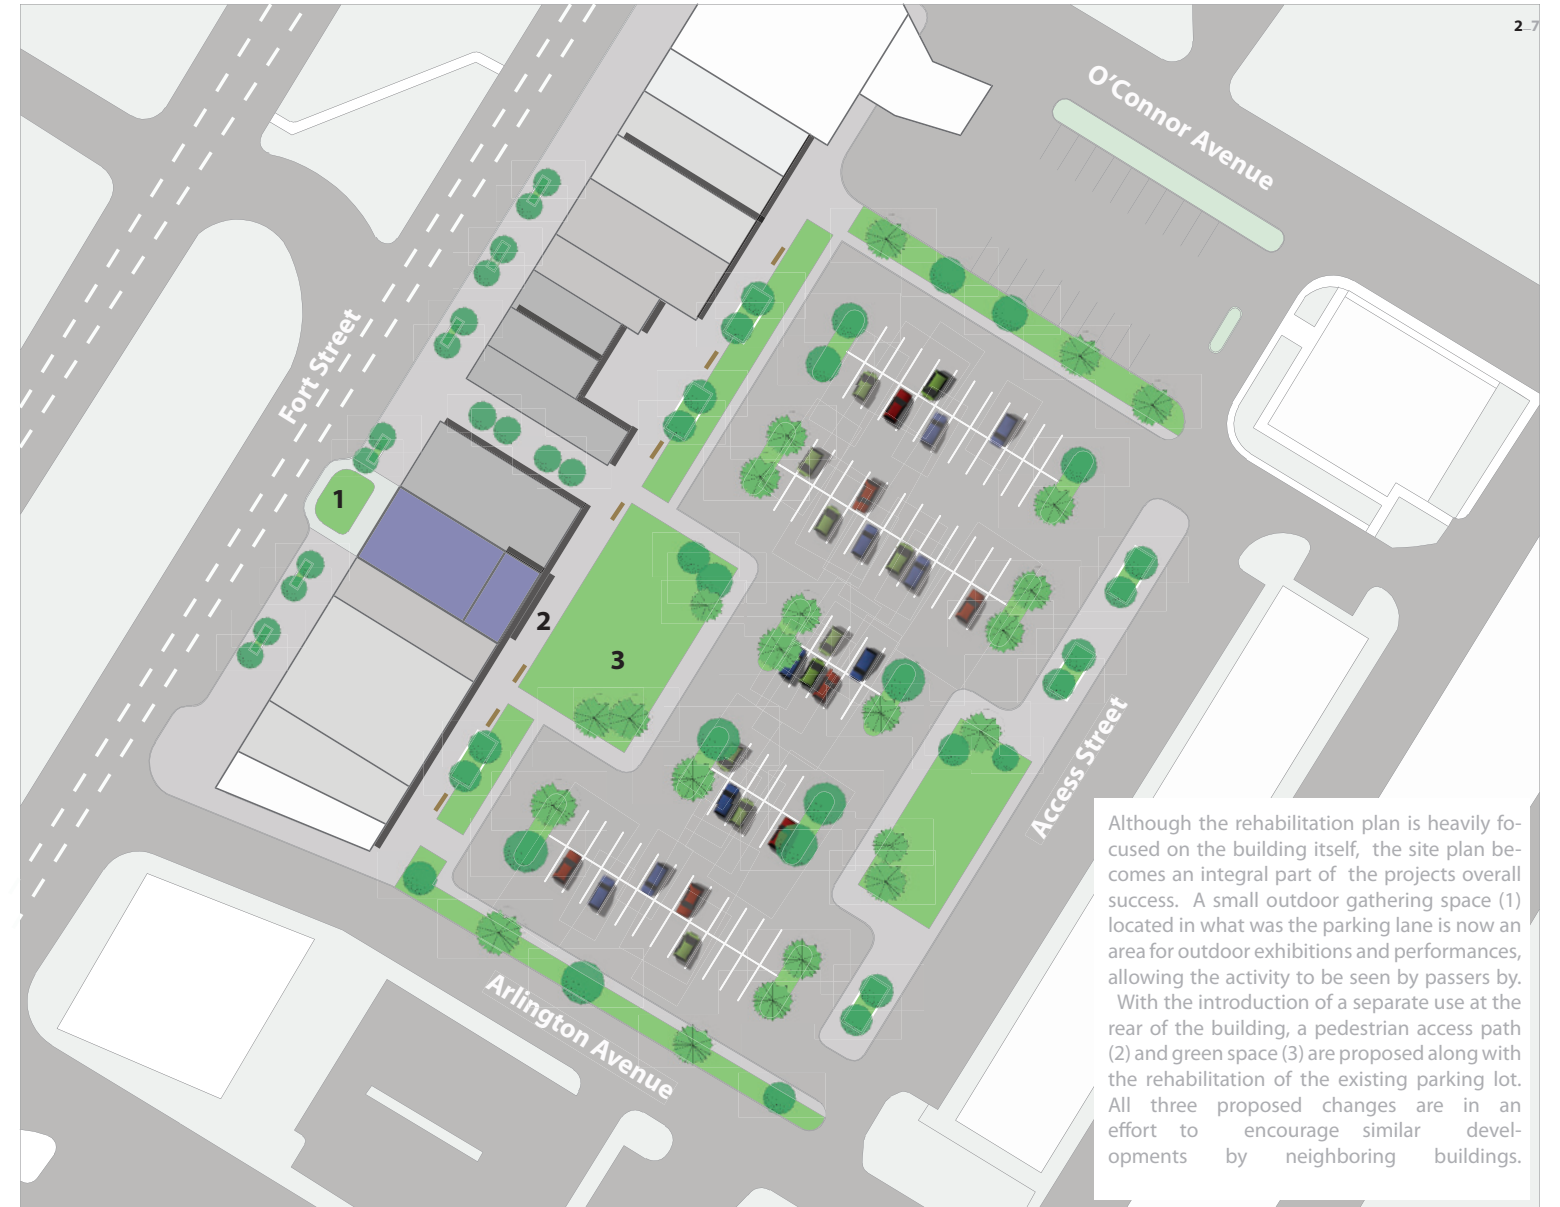 2_7
O'Connor Avenue
Fort Street
1
2
3
Access Street
Arlington Avenue
Although the rehabilitation plan is heavily fo-
cused on the building itself, the site plan be-
comes an integral part of the projects overall
success. A small outdoor gathering space (1)
located in what was the parking lane is now an
area for outdoor exhibitions and performances,
allowing the activity to be seen by passers by.
With the introduction of a separate use at the
rear of the building, a pedestrian access path
(2) and green space (3) are proposed along with
the rehabilitation of the existing parking lot.
All three proposed changes are in an
effort to encourage similar devel-
opments by neighboring buildings.